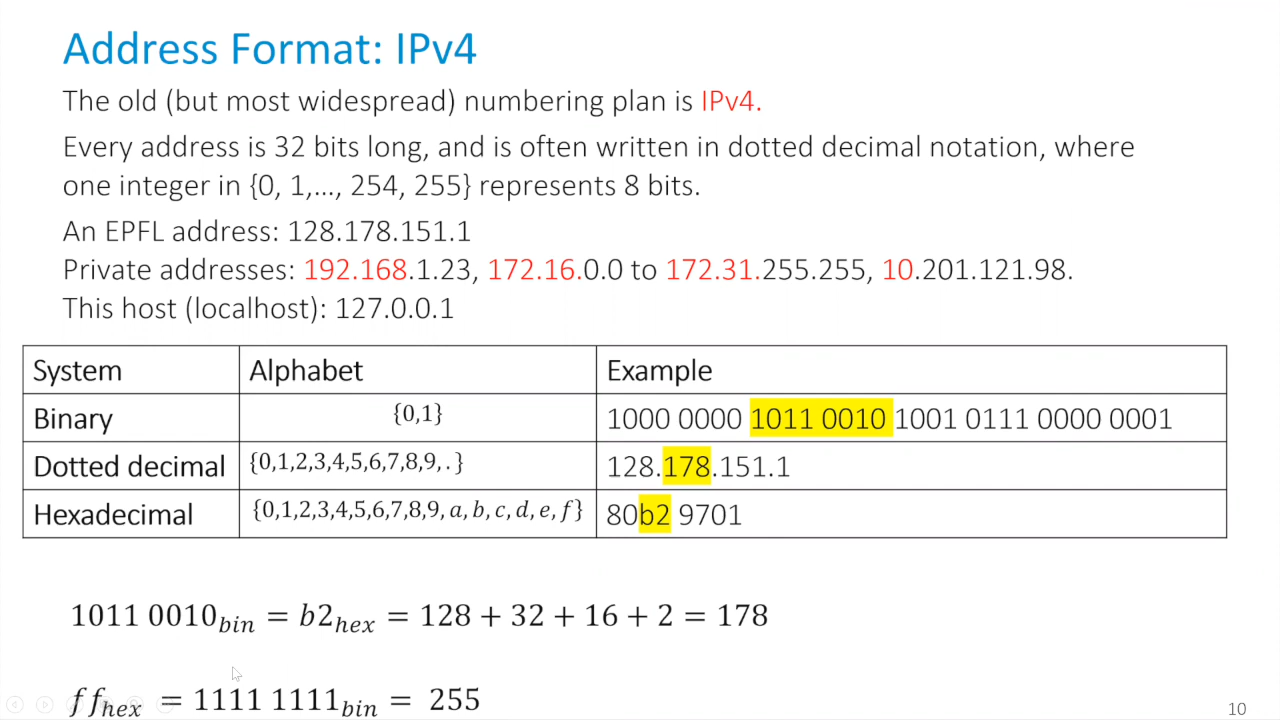 Address Format: IPv4
The old (but most widespread) numbering plan is IPv4.
Every address is 32 bits long, and is often written in dotted decimal notation, where
one integer in {0, 1,…, 254, 255} represents 8 bits.
An EPFL address: 128.178.151.1
Private addresses: 192.168.1.23, 172.16.0.0 to 172.31.255.255, 10.201.121.98.
This host (localhost): 127.0.0.1
System Alphabet Example
Binary {0,1} 1000 0000 1011 0010 1001 0111 0000 0001
Dotted decimal {0,1,2,3,4,5,6,7,8,9, .} 128.178.151.1
Hexadecimal {0,1,2,3,4,5,6,7,8,9, a, b, c, d, e, f} 80b2 9701
1011 0010bin = b2hex = 128 + 32 + 16 + 2 = 178
ffhex = 1111 1111bin = 255
10